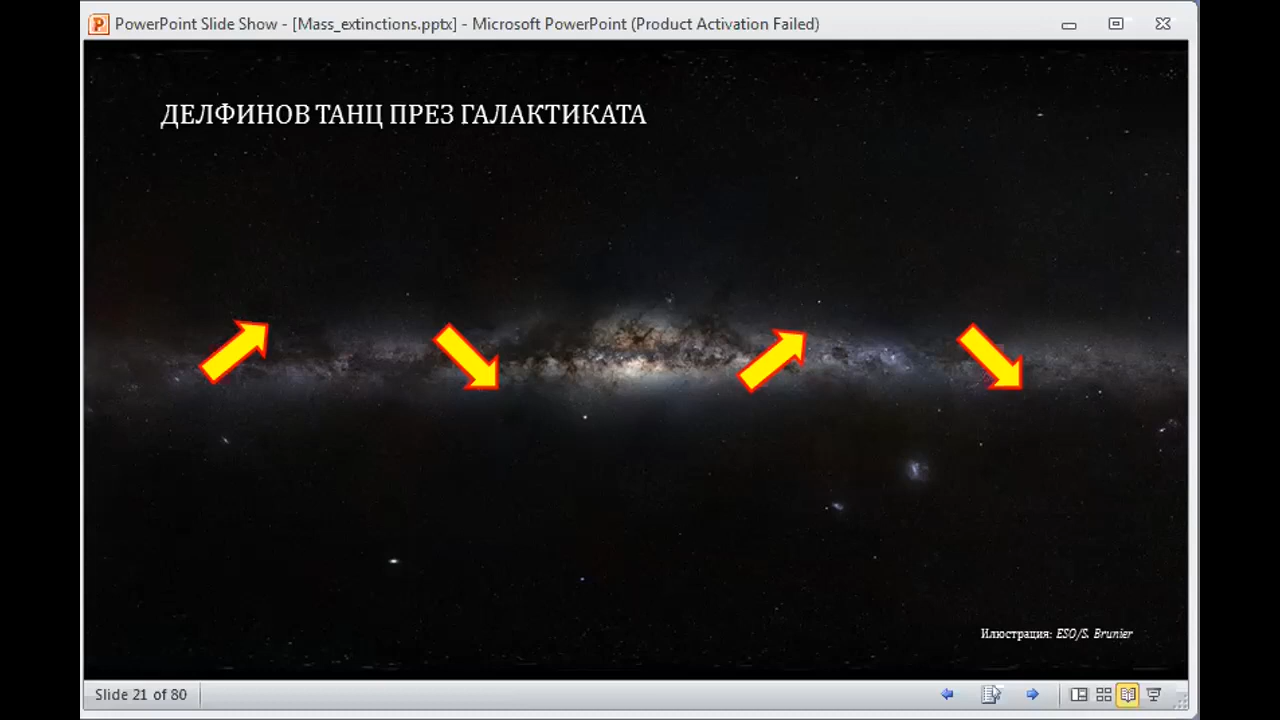 PowerPoint Slide Show - [Mass_extinctions.pptx] - Microsoft PowerPoint (Product Activation Failed)
ДЕЛФИНОВ ТАНЦ ПРЕЗ ГАЛАКТИКАТА
Илюстрация: ESO/S. Brunier
Slide 21 of 80